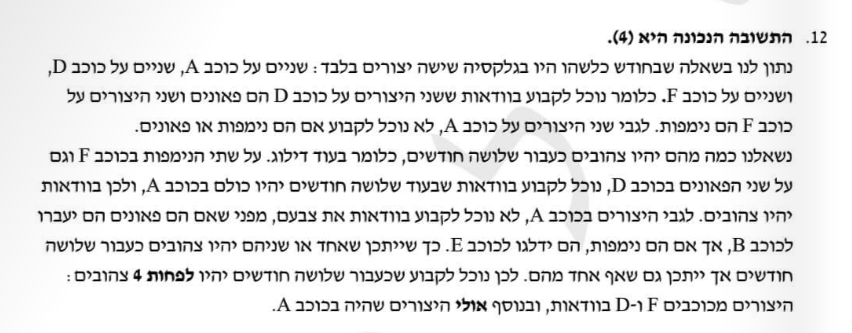 12. התשובה הנכונה היא (4).
נתון לנו בשאלה שבחודש כלשהו היו בגלקסיה שישה יצורים בלבד: שניים על כוכב A, שניים על כוכב D,
ושניים על כוכב F. כלומר נוכל לקבוע בוודאות ששני היצורים על כוכב D הם פאונים ושני היצורים על
כוכב F הם נימפות. לגבי שני היצורים על כוכב A, לא נוכל לקבוע אם הם נימפות או פאונים.
נשאלנו כמה מהם יהיו צהובים כעבור שלושה חודשים, כלומר בעוד דילוג. על שתי הנימפות בכוכב F וגם
על שני הפאונים בכוכב D, נוכל לקבוע בוודאות שבעוד שלושה חודשים יהיו כולם בכוכב A, ולכן בוודאות
יהיו צהובים. לגבי היצורים בכוכב A, לא נוכל לקבוע בוודאות את צבעם, מפני שאם הם פאונים הם יעברו
לכוכב B, אך אם הם נימפות, הם ידלגו לכוכב E. כך שייתכן שאחד או שניהם יהיו צהובים כעבור שלושה
חודשים אך ייתכן גם שאף אחד מהם. לכן נוכל לקבוע שכעבור שלושה חודשים יהיו לפחות 4 צהובים:
היצורים מכוכבים F ו-D בוודאות, ובנוסף אולי היצורים שהיה בכוכב A.